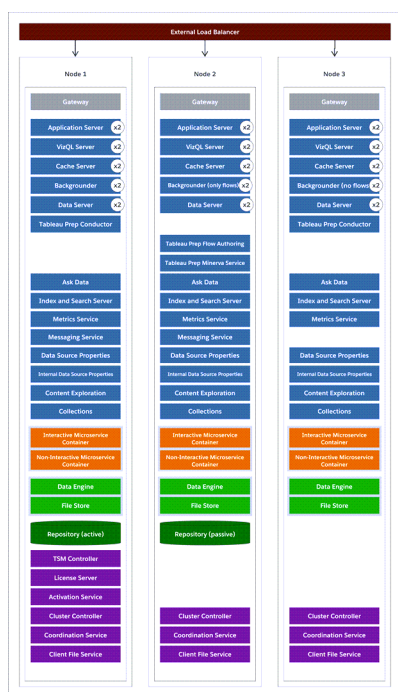 External Load Balancer
Node 1
Gateway
Application Server x2
VizQL Server x2
Cache Server x2
Backgrounder x2
Data Server x2
Tableau Prep Conductor
Ask Data
Index and Search Server
Metrics Service
Messaging Service
Data Source Properties
Internal Data Source Properties
Content Exploration
Collections
Interactive Microservice
Container
Non-Interactive Microservice
Container
Data Engine
File Store
Repository (active)
TSM Controller
License Server
Activation Service
Cluster Controller
Coordination Service
Client File Service
Node 2
Gateway
Application Server x2
VizQL Server x2
Cache Server x2
Backgrounder (only flows) x2
Data Server x2
Tableau Prep Flow Authoring
Tableau Prep Minerva Service
Ask Data
Index and Search Server
Metrics Service
Messaging Service
Data Source Properties
Internal Data Source Properties
Content Exploration
Collections
Interactive Microservice
Container
Non-Interactive Microservice
Container
Data Engine
File Store
Repository (passive)
Cluster Controller
Coordination Service
Client File Service
Node 3
Gateway
Application Server x2
VizQL Server x2
Cache Server x2
Backgrounder (no flows) x2
Data Server x2
Tableau Prep Conductor
Ask Data
Index and Search Server
Metrics Service
Data Source Properties
Internal Data Source Properties
Content Exploration
Collections
Interactive Microservice
Container
Non-Interactive Microservice
Container
Data Engine
File Store
Cluster Controller
Coordination Service
Client File Service